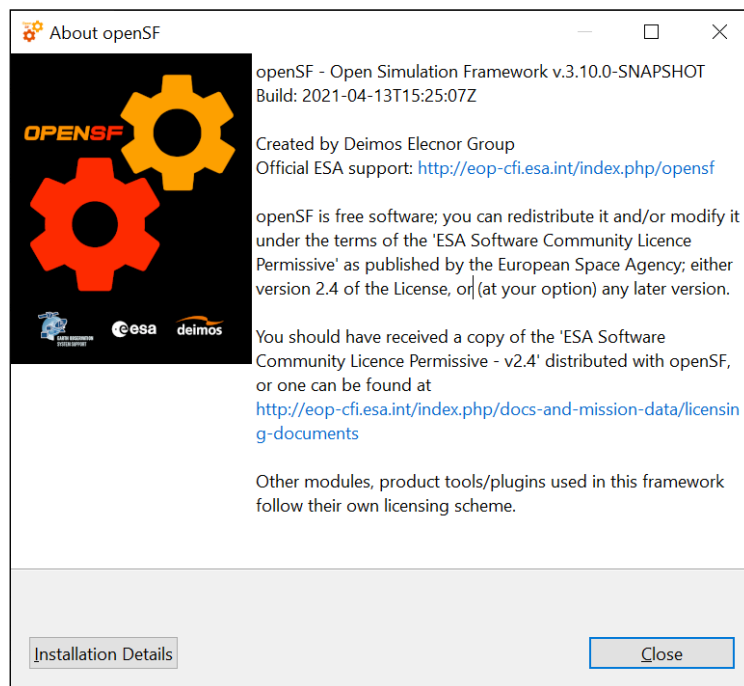 About openSF
OPENSF
EARTH OBSERVATION
SYSTEM SUPPORT
esa
deimos
openSF - Open Simulation Framework v.3.10.0-SNAPSHOT
Build: 2021-04-13T15:25:07Z
Created by Deimos Elecnor Group
Official ESA support: http://eop-cfi.esa.int/index.php/opensf
openSF is free software; you can redistribute it and/or modify it
under the terms of the 'ESA Software Community Licence
Permissive' as published by the European Space Agency; either
version 2.4 of the License, or (at your option) any later version.
You should have received a copy of the 'ESA Software
Community Licence Permissive - v2.4' distributed with openSF,
or one can be found at
http://eop-cfi.esa.int/index.php/docs-and-mission-data/licensin
g-documents
Other modules, product tools/plugins used in this framework
follow their own licensing scheme.
Installation Details
Close